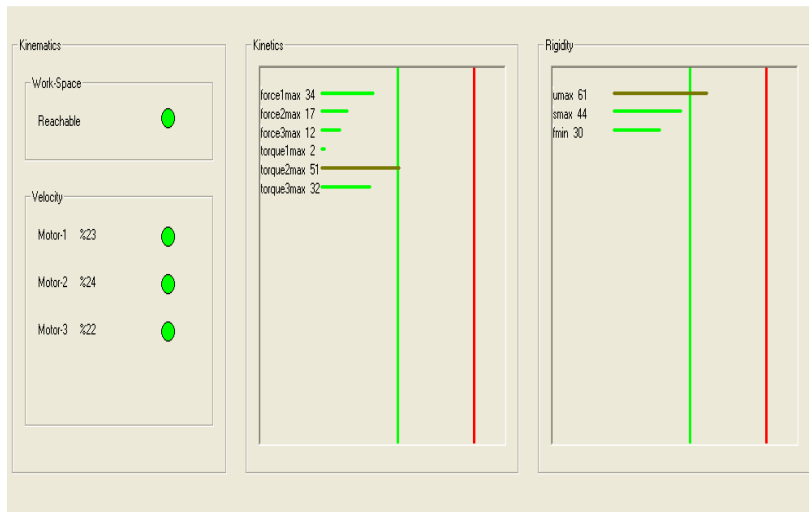 Kinematics
Work-Space
Reachable
Velocity
Motor-1 %23
Motor-2 %24
Motor-3 %22
Kinetics
force1max 34
force2max 17
force3max 12
torque1max 2
torque2max 51
torque3max 32
Rigidity
umax 61
smax 44
fmin 30